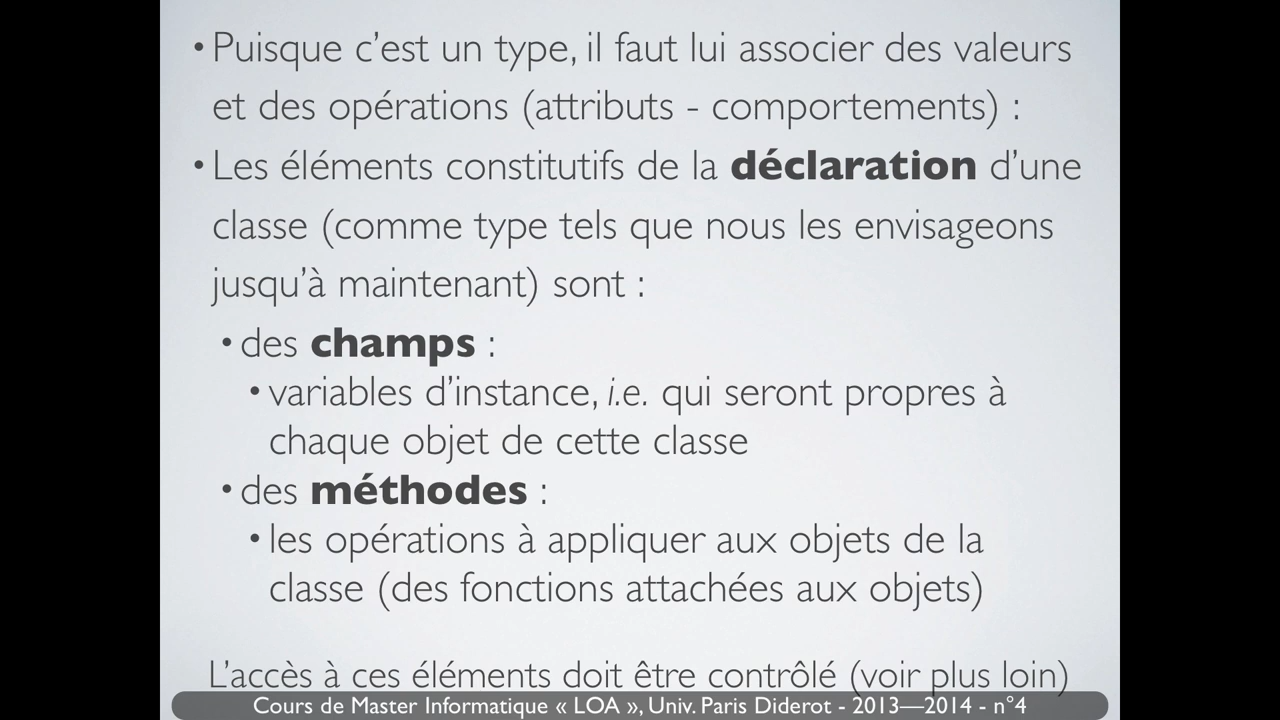 • Puisque c’est un type, il faut lui associer des valeurs
et des opérations (attributs - comportements) :
• Les éléments constitutifs de la déclaration d’une
classe (comme type tels que nous les envisageons
jusqu’à maintenant) sont :
• des champs :
• variables d’instance, i.e. qui seront propres à
chaque objet de cette classe
• des méthodes :
• les opérations à appliquer aux objets de la
classe (des fonctions attachées aux objets)
L’accès à ces éléments doit être contrôlé (voir plus loin)
Cours de Master Informatique « LOA », Univ. Paris Diderot - 2013—2014 - n°4